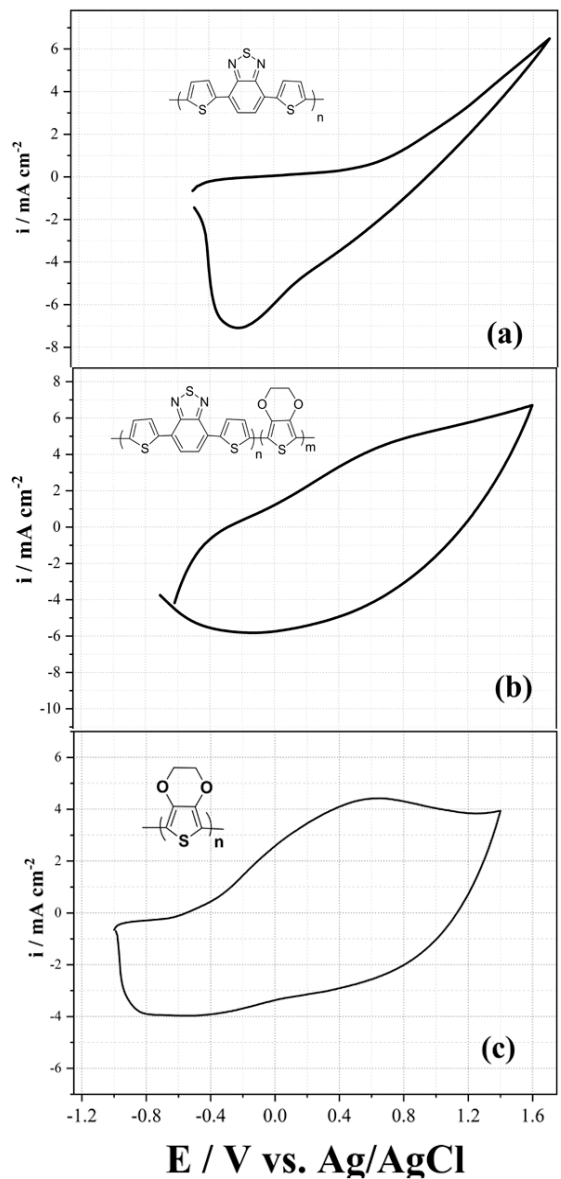 6
4
2
0
-2
-4
-6
-8
i / mA cm-2
N S N
S S
n
(a)
8
6
4
2
0
-2
-4
-6
-8
-10
i / mA cm-2
N S N
O O
S S n S m
(b)
6
4
2
0
-2
-4
-6
i / mA cm-2
O O
S n
(c)
-1.2 -0.8 -0.4 0.0 0.4 0.8 1.2 1.6
E / V vs. Ag/AgCl